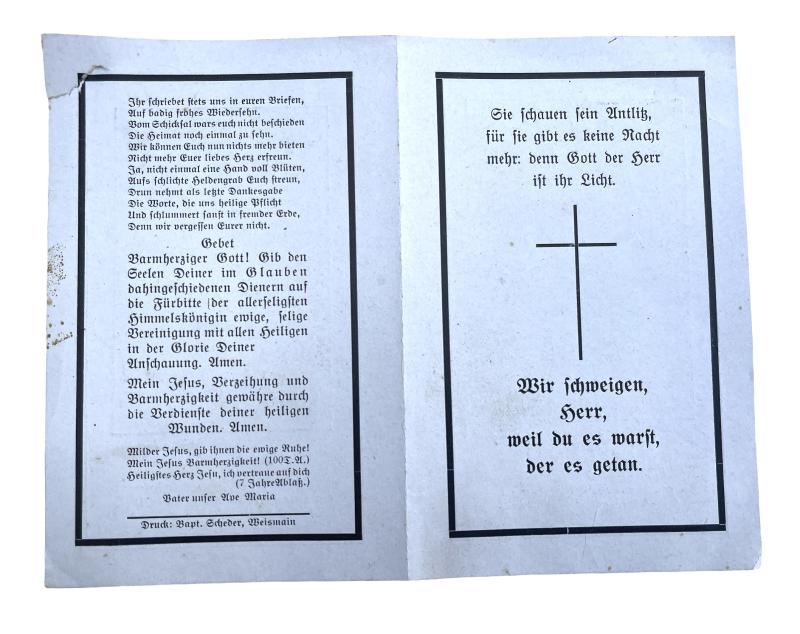 Ihr schriebet stets uns in euren Briefen,
Auf badig frohes Wiedersehn.
Vom Schicksal wars euch nicht beschieden
Die Heimat noch einmal zu sehn.
Wir können Euch nun nichts mehr bieten
Nicht mehr Euer liebes Herz erfreun.
Ja, nicht einmal eine Hand voll Blüten,
Aufs schlichte Heldengrab Euch streun,
Drun nehmt als letzte Dankesgabe
Die Worte, die uns heilige Pflicht
Und schlummert sanft in fremder Erde,
Denn wir vergessen Eurer nicht.
Gebet
Barmherziger Gott! Gib den
Seelen Deiner im Glauben
dahingeschiedenen Dienern auf
die Fürbitte der allerseligsten
Himmelskönigin ewige, selige
Vereinigung mit allen Heiligen
in der Glorie Deiner
Anschauung. Amen.
Mein Jesus, Verzeihung und
Barmherzigkeit gewähre durch
die Verdienste deiner heiligen
Wunden. Amen.
Milder Jesus, gib ihnen die ewige Ruhe!
Mein Jesus Barmherzigkeit! (100 T. A.)
Heiligstes Herz Jesu, ich vertraue auf dich
(7 Jahre Ablaß.)
Vater unser Ave Maria
Druck: Bapt. Scheder, Weismain
Sie schauen sein Antlitz,
für sie gibt es keine Nacht
mehr: denn Gott der Herr
ist ihr Licht.
Wir schweigen,
Herr,
weil du es warst,
der es getan.